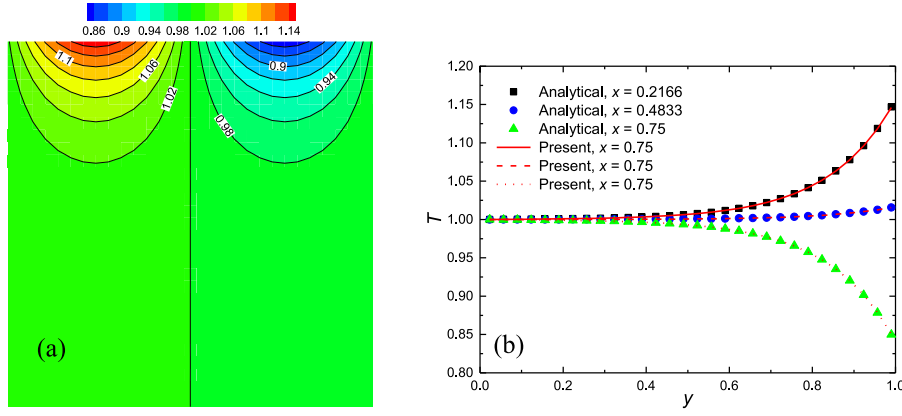 0.86 0.9 0.94 0.98 1.02 1.06 1.1 1.14
1.1
1.06
1.02
0.9
0.94
0.98
(a)
1.20
1.15
1.10
1.05
1.00
0.95
0.90
0.85
0.80
T
Analytical, x = 0.2166
Analytical, x = 0.4833
Analytical, x = 0.75
Present, x = 0.75
Present, x = 0.75
Present, x = 0.75
(b)
0.0 0.2 0.4 0.6 0.8 1.0
y